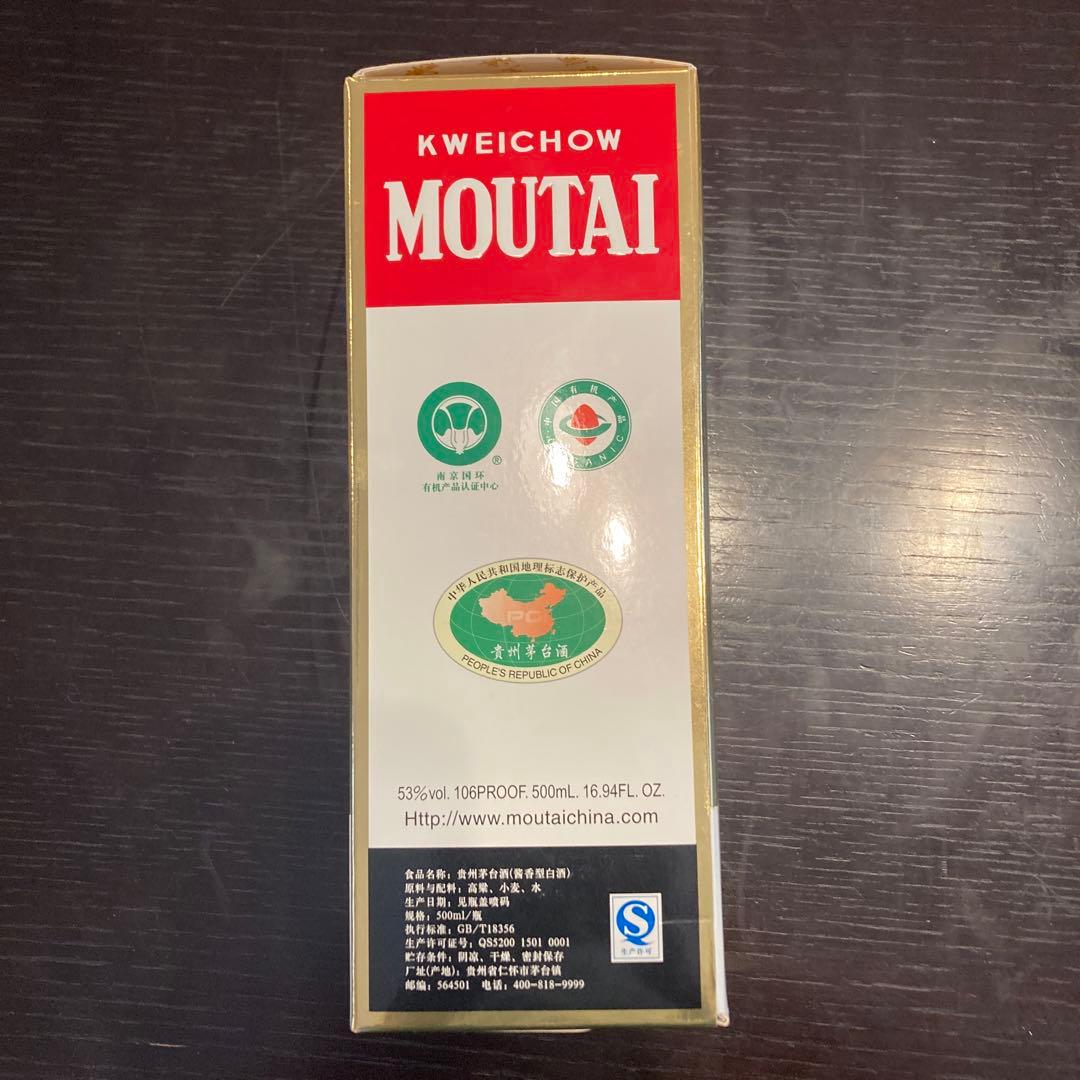 KWEICHOW
MOUTAI
®
南京国环
有机产品认证中心
中国有机产品
中华人民共和国地理标志保护产品
贵州茅台酒
PEOPLE'S REPUBLIC OF CHINA
53%vol. 106PROOF. 500mL. 16.94FL. OZ.
Http://www.moutaichina.com
食品名称：贵州茅台酒(酱香型白酒)
原料与配料：高粱、小麦、水
生产日期：见瓶盖喷码
规格：500ml/瓶
执行标准：GB/T18356
生产许可证号：QS5200 1501 0001
贮存条件：阴凉、干燥、密封保存
厂址(产地)：贵州省仁怀市茅台镇
邮编：564501 电话：400-818-9999
S
生产许可